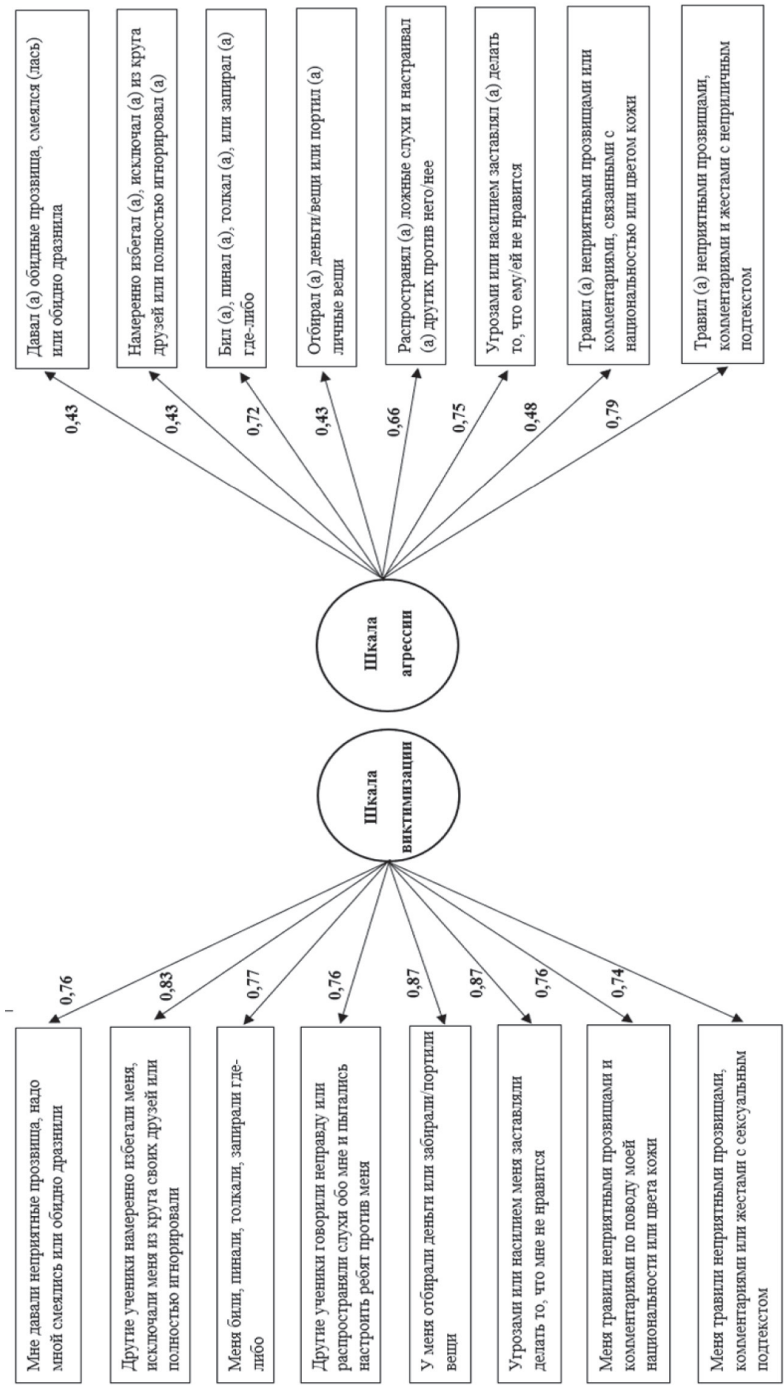 Мне давали неприятные прозвища, надо
мной смеялись или обидно дразнили
Другие ученики намеренно избегали меня,
исключали меня из круга своих друзей или
полностью игнорировали
Меня били, пинали, толкали, запирали где-
либо
Другие ученики говорили неправду или
распространяли слухи обо мне и пытались
настроить ребят против меня
У меня отбирали деньги или забирали/портили
вещи
Угрозами или насилием меня заставляли
делать то, что мне не нравится
Меня травили неприятными прозвищами и
комментариями по поводу моей
национальности или цвета кожи
Меня травили неприятными прозвищами,
комментариями или жестами с сексуальным
подтекстом
0,76
0,83
0,77
0,76
0,87
0,87
0,76
0,74
Шкала
виктимизации
Шкала
агрессии
0,43
0,43
0,72
0,43
0,66
0,75
0,48
0,79
Давал (а) обидные прозвища, смеялся (лась)
или обидно дразнила
Намеренно избегал (а), исключал (а) из круга
друзей или полностью игнорировал (а)
Бил (а), пинал (а), толкал (а), или запирал (а)
где-либо
Отбирал (а) деньги/вещи или портил (а)
личные вещи
Распространял (а) ложные слухи и настраивал
(а) других против него/нее
Угрозами или насилием заставлял (а) делать
то, что ему/ей не нравится
Травил (а) неприятными прозвищами или
комментариями, связанными с
национальностью или цветом кожи
Травил (а) неприятными прозвищами,
комментариями и жестами с неприличным
подтекстом